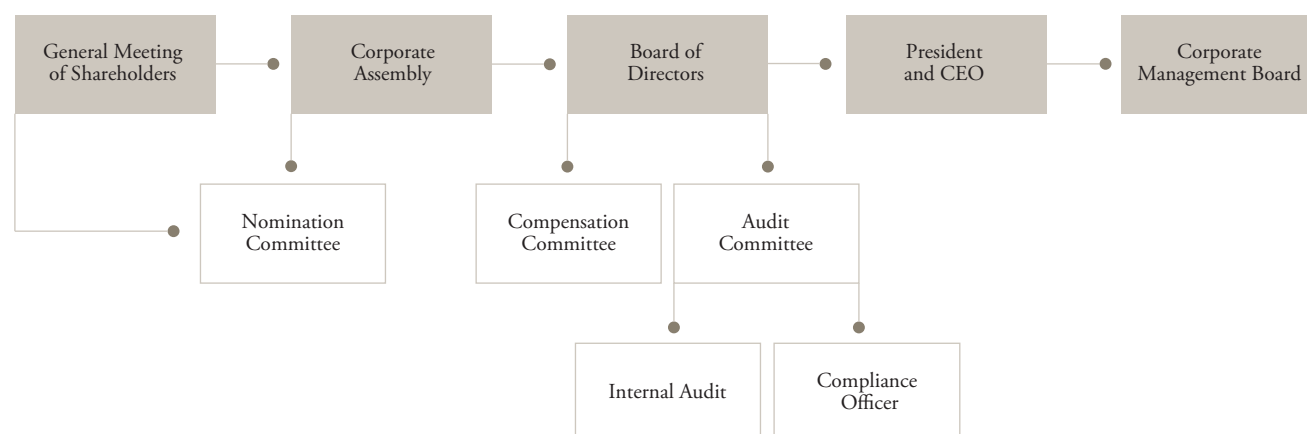 General Meeting
of Shareholders
Corporate
Assembly
Board of
Directors
President
and CEO
Corporate
Management Board
Nomination
Committee
Compensation
Committee
Audit
Committee
Internal Audit
Compliance
Officer